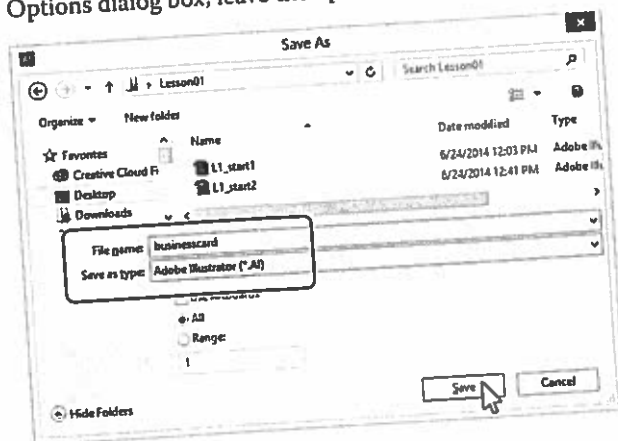 Options dialog box, leave the
Save As
Lesson01
Search Lesson01
Organize
New folder
Name
Date modified
Type
Favorites
Creative Cloud Fi
Desktop
Downloads
L1_start1
6/24/2014 12:03 PM
Adobe
L1_start2
6/24/2014 12:41 PM
Adobe
File name: businesscard
Save as type: Adobe Illustrator (*.AI)
All
Range:
1
Save
Cancel
Hide Folders